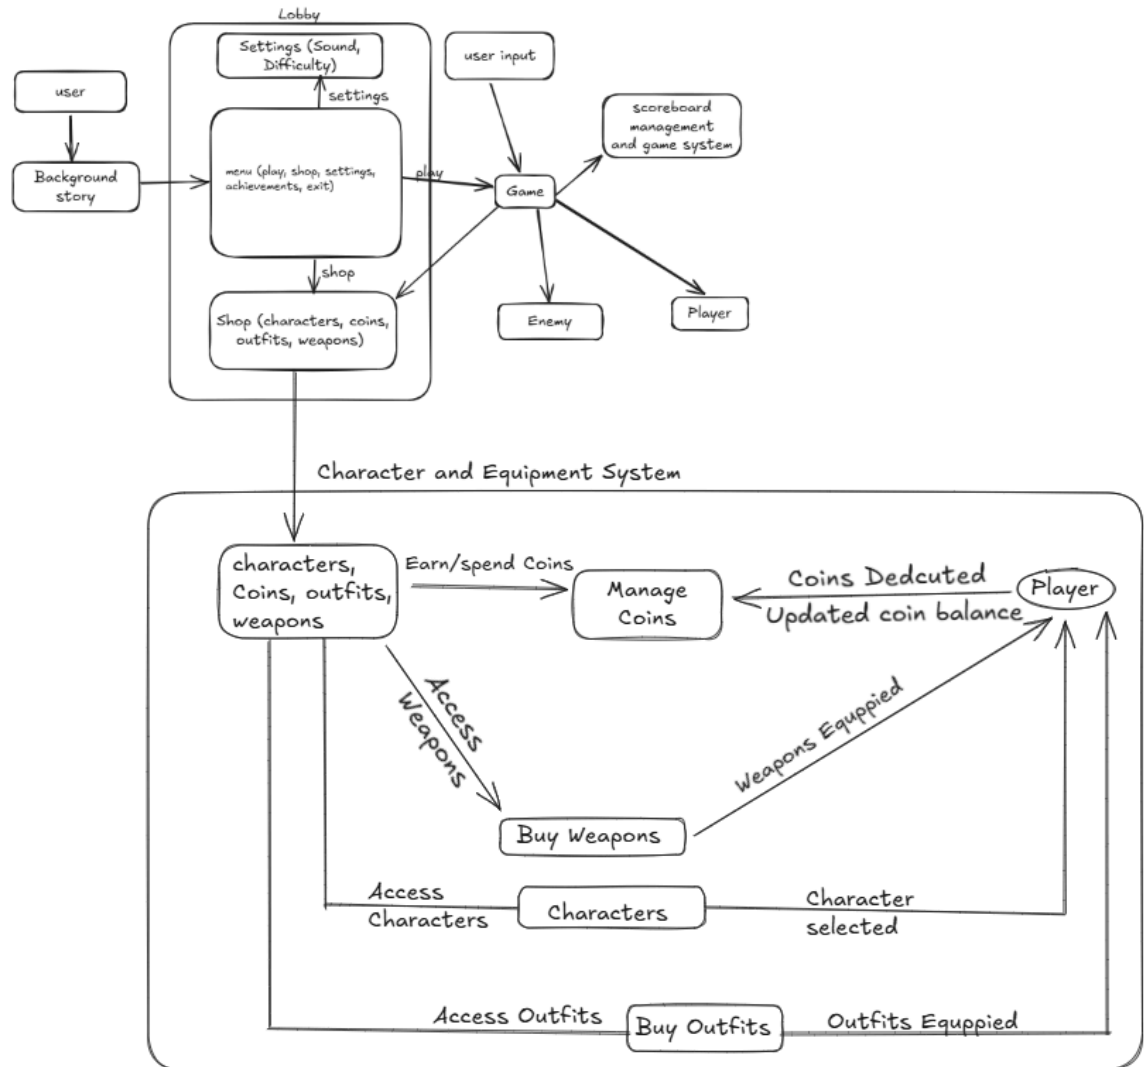 Lobby
Settings (Sound,
Difficulty)
user input
user
settings
scoreboard
management
and game system
Background
story
menu (play, shop, settings,
achievements, exit)
play
Game
shop
Shop (characters, coins,
outfits, weapons)
Enemy
Player
Character and Equipment System
characters,
Coins, outfits,
weapons
Earn/spend Coins
Manage
Coins
Coins Dedcuted
Updated coin balance
Player
Access
Weapons
Weapons Equppied
Buy Weapons
Access
Characters
Characters
Character
selected
Access Outfits
Buy Outfits
Outfits Equppied